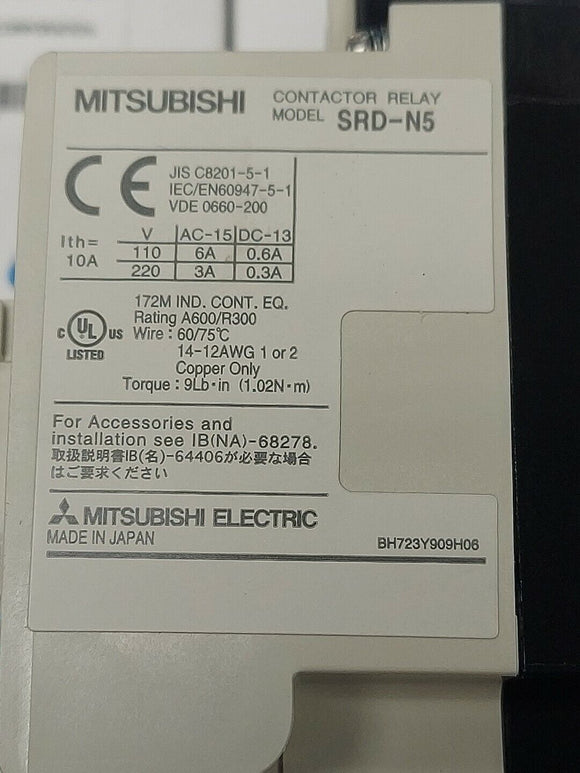 MITSUBISHI
CONTACTOR RELAY
MODEL SRD-N5
CE
JIS C8201-5-1
IEC/EN60947-5-1
VDE 0660-200
Ith=
10A
V AC-15 DC-13
110 6A 0.6A
220 3A 0.3A
C UL US
LISTED
172M IND. CONT. EQ.
Rating A600/R300
Wire : 60/75℃
14-12AWG 1 or 2
Copper Only
Torque : 9Lb·in (1.02N·m)
For Accessories and
installation see IB(NA)-68278.
取扱説明書IB(名)-64406が必要な場合
はご要求ください
MITSUBISHI ELECTRIC
MADE IN JAPAN
BH723Y909H06